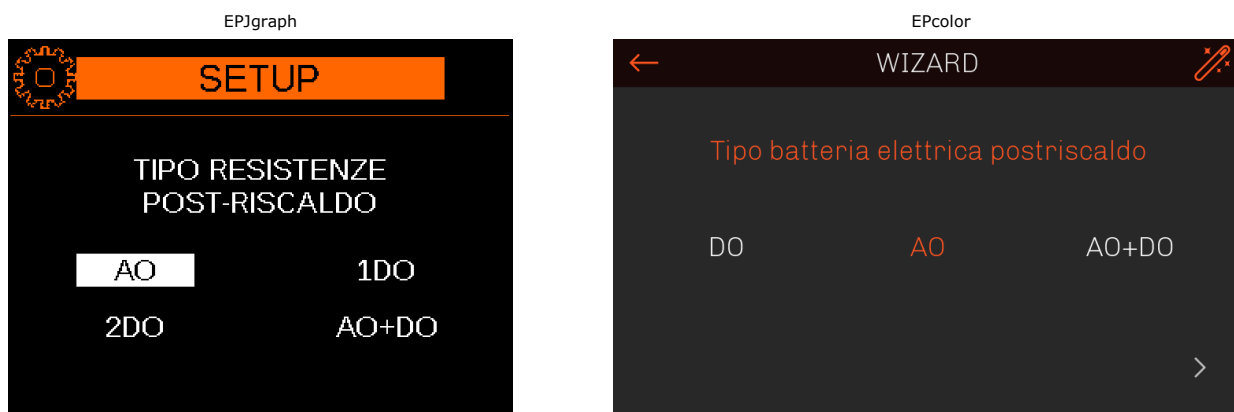 EPJgraph
SETUP
TIPO RESISTENZE
POST-RISCALDO
AO 1DO
2DO AO+DO
EPcolor
WIZARD
Tipo batteria elettrica postriscaldo
DO AO AO+DO